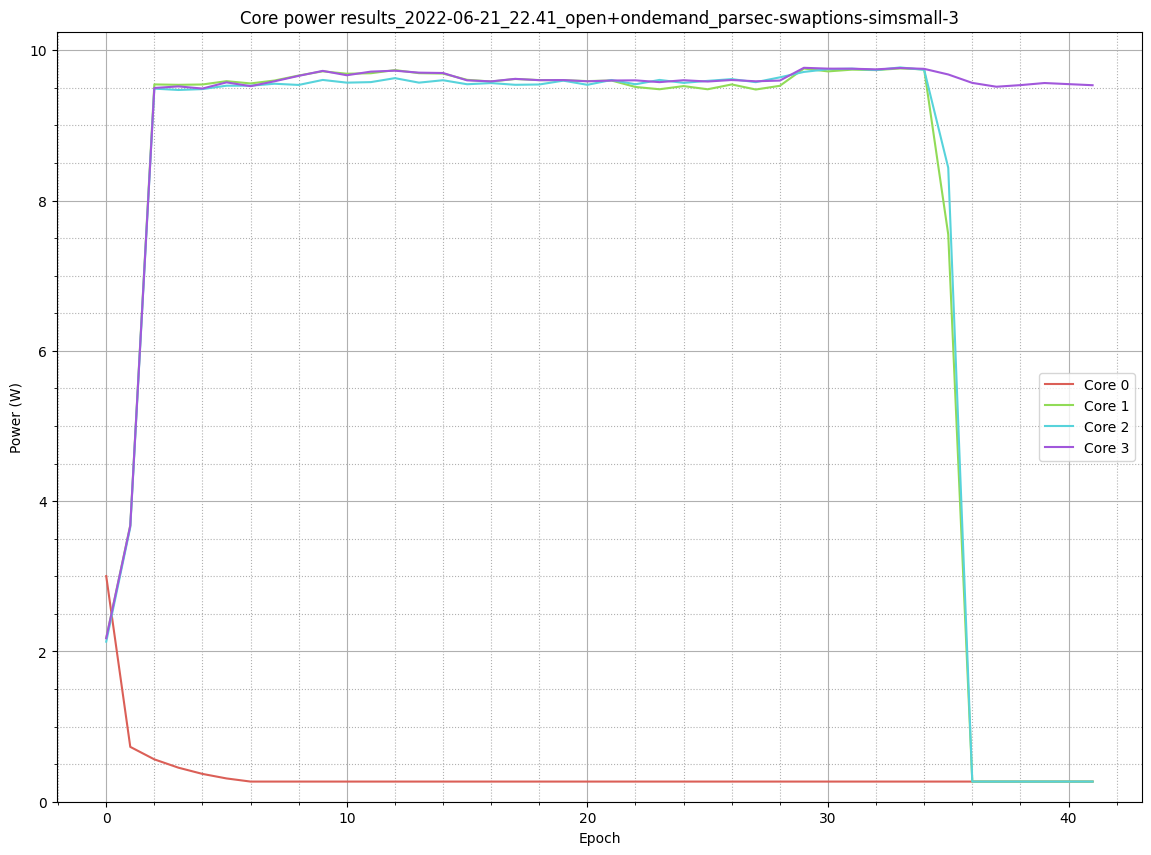 Core power results_2022-06-21_22.41_open+ondemand_parsec-swaptions-simsmall-3
10
8
6
4
2
0
Power (W)
0 10 20 30 40
Epoch
Core 0
Core 1
Core 2
Core 3